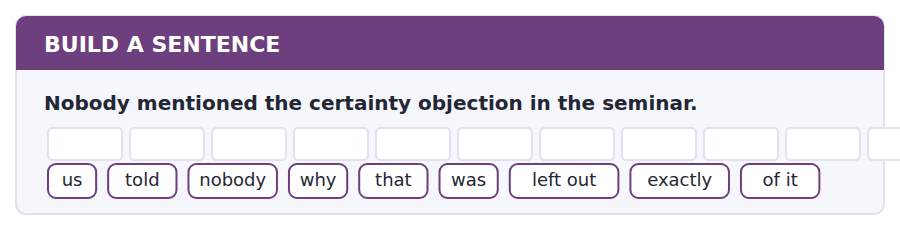 BUILD A SENTENCE
Nobody mentioned the certainty objection in the seminar.
us told nobody why that was left out exactly of it